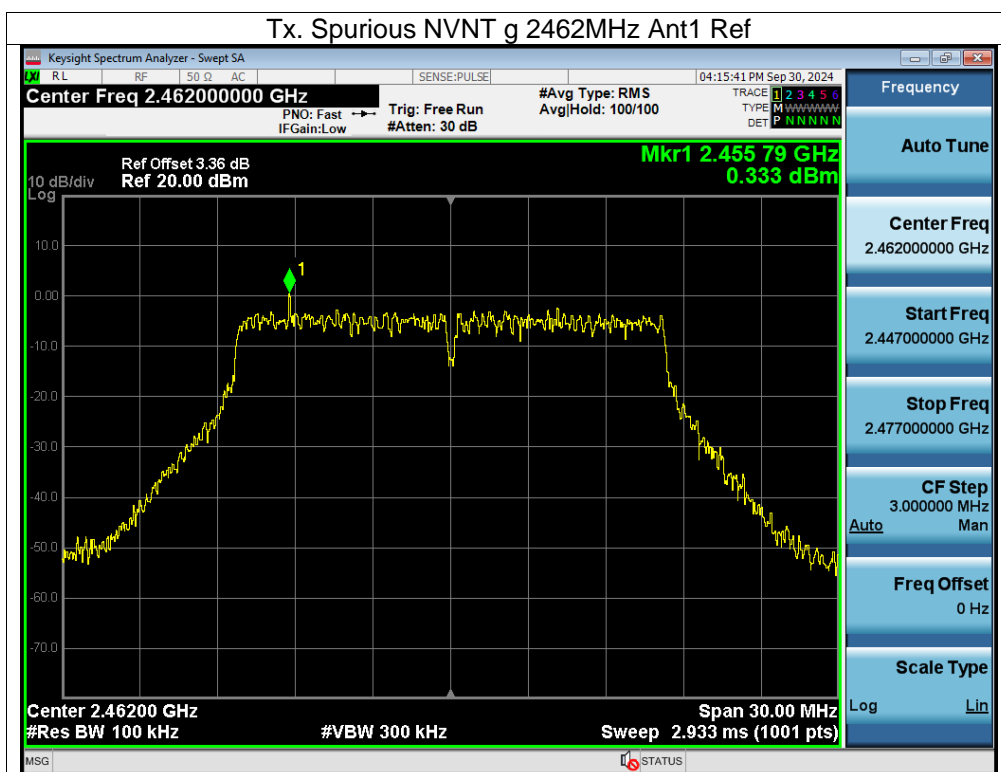 Tx. Spurious NVNT g 2462MHz Ant1 Ref
Keysight Spectrum Analyzer - Swept SA
LXI RL RF 50 Ω AC SENSE:PULSE 04:15:41 PM Sep 30, 2024
Center Freq 2.462000000 GHz
PNO: Fast
IFGain:Low
Trig: Free Run
#Atten: 30 dB
#Avg Type: RMS
Avg|Hold: 100/100
TRACE 1 2 3 4 5 6
TYPE M W W W W W
DET P N N N N N
Frequency
Auto Tune
Center Freq
2.462000000 GHz
Start Freq
2.447000000 GHz
Stop Freq
2.477000000 GHz
CF Step
3.000000 MHz
Auto Man
Freq Offset
0 Hz
Scale Type
Log Lin
Mkr1 2.455 79 GHz
0.333 dBm
Ref Offset 3.36 dB
10 dB/div Ref 20.00 dBm
Log
10.0
0.00
-10.0
-20.0
-30.0
-40.0
-50.0
-60.0
-70.0
1
Center 2.46200 GHz Span 30.00 MHz
#Res BW 100 kHz #VBW 300 kHz Sweep 2.933 ms (1001 pts)
MSG STATUS